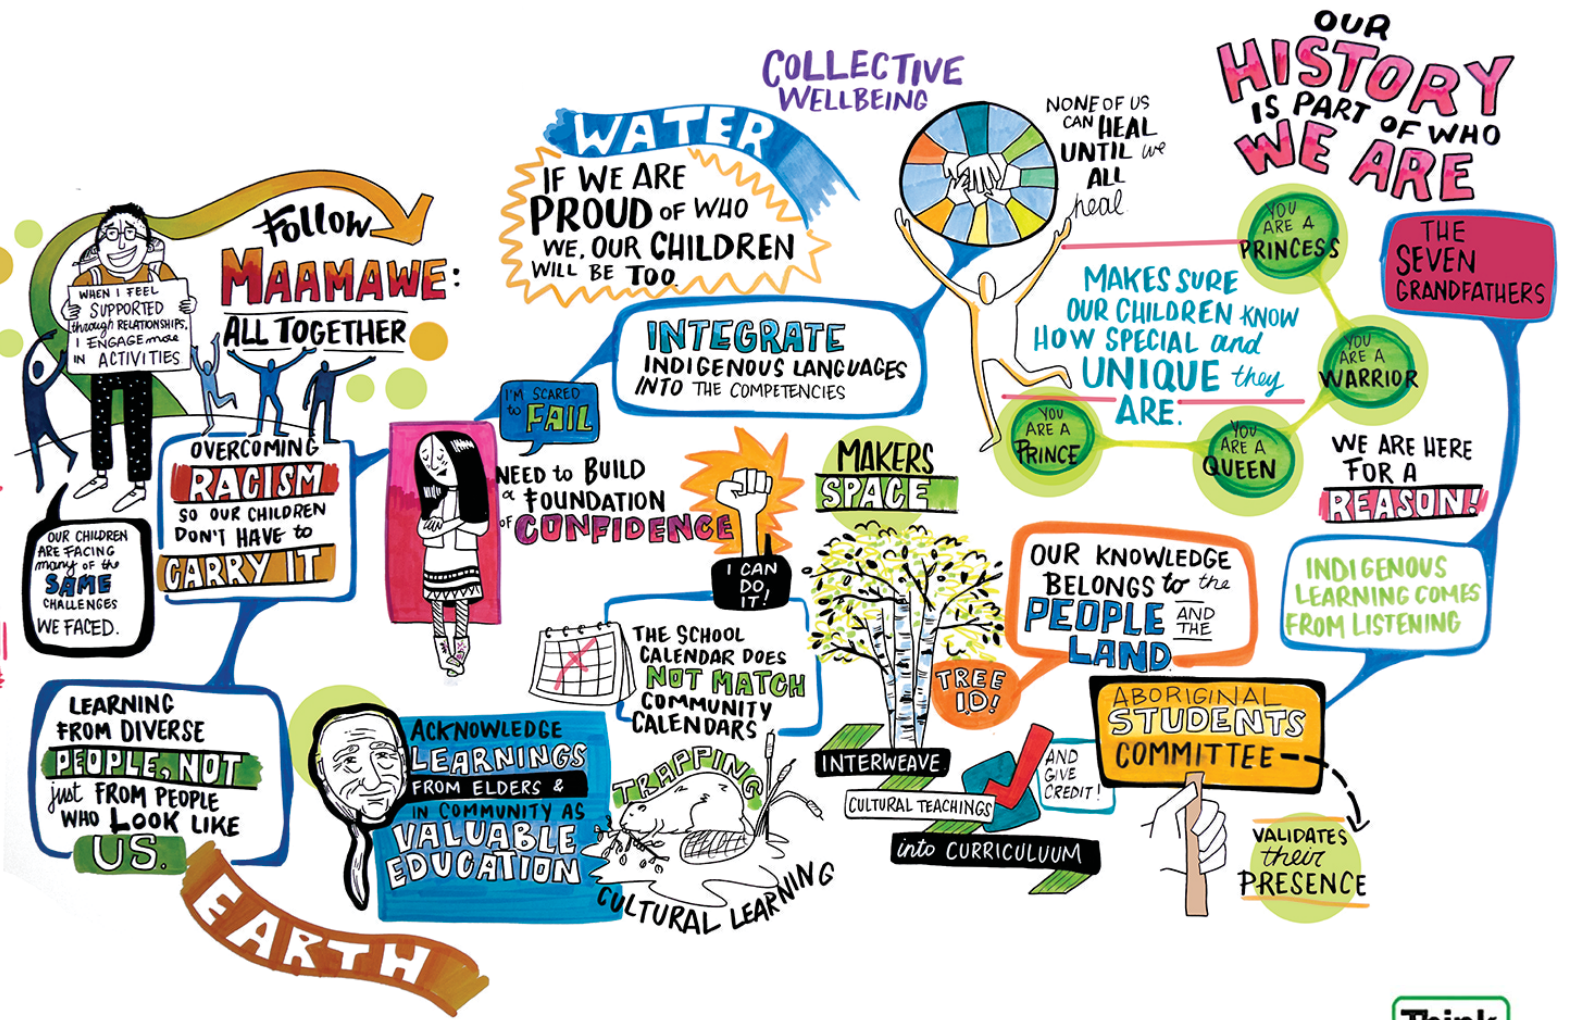 OUR
HISTORY
IS PART OF WHO
WE ARE
COLLECTIVE
WELLBEING
NONE OF US
CAN HEAL
UNTIL we
ALL
heal
WATER
IF WE ARE
PROUD OF WHO
WE, OUR CHILDREN
WILL BE TOO.
Follow
MAAMAWE:
ALL TOGETHER
WHEN I FEEL
SUPPORTED
through RELATIONSHIPS,
I ENGAGE more
IN ACTIVITIES
YOU
ARE A
PRINCESS
MAKES SURE
OUR CHILDREN KNOW
HOW SPECIAL and
UNIQUE they
ARE.
YOU
ARE A
WARRIOR
YOU
ARE A
QUEEN
YOU
ARE A
PRINCE
THE
SEVEN
GRANDFATHERS
INTEGRATE
INDIGENOUS LANGUAGES
INTO THE COMPETENCIES
I'M SCARED
to FAIL
NEED to BUILD
a FOUNDATION
OF CONFIDENCE
I CAN
DO
IT!
MAKERS
SPACE
WE ARE HERE
FOR A
REASON!
OVERCOMING
RACISM
SO OUR CHILDREN
DON'T HAVE to
CARRY IT
OUR CHILDREN
ARE FACING
many of the
SAME
CHALLENGES
WE FACED.
THE SCHOOL
CALENDAR DOES
NOT MATCH
COMMUNITY
CALENDARS
OUR KNOWLEDGE
BELONGS to the
PEOPLE AND
THE
LAND
TREE
I.D!
INDIGENOUS
LEARNING COMES
FROM LISTENING
LEARNING
FROM DIVERSE
PEOPLE, NOT
just FROM PEOPLE
WHO LOOK LIKE
US.
ACKNOWLEDGE
LEARNINGS
FROM ELDERS &
IN COMMUNITY AS
VALUABLE
EDUCATION
TRAPPING
CULTURAL LEARNING
INTERWEAVE
CULTURAL TEACHINGS
into CURRICULUUM
AND
GIVE
CREDIT!
ABORIGINAL
STUDENTS
COMMITTEE
VALIDATES
their
PRESENCE
EARTH
Think